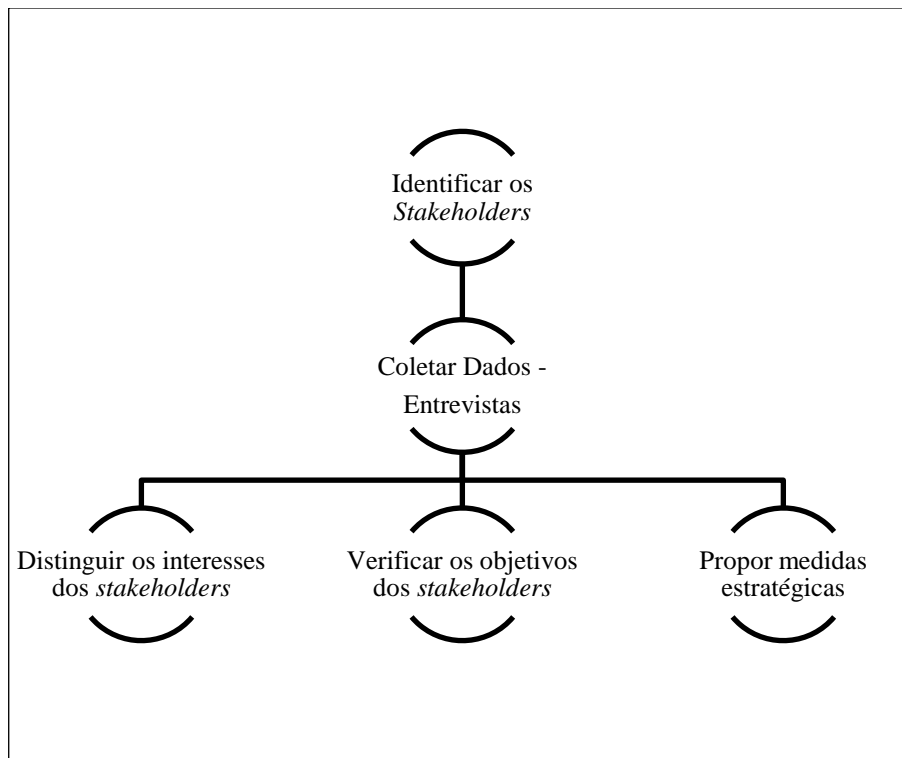 Identificar os
Stakeholders
Coletar Dados -
Entrevistas
Distinguir os interesses
dos stakeholders
Verificar os objetivos
dos stakeholders
Propor medidas
estratégicas